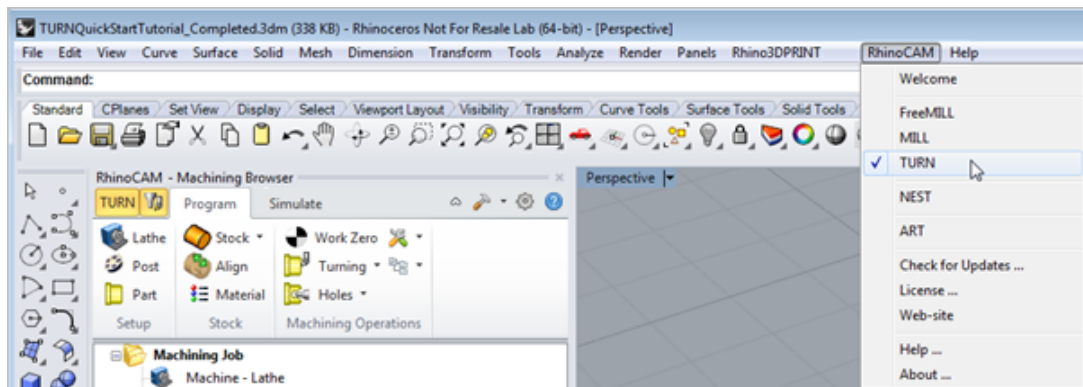 TURNQuickStartTutorial_Completed.3dm (338 KB) - Rhinoceros Not For Resale Lab (64-bit) - [Perspective]
File Edit View Curve Surface Solid Mesh Dimension Transform Tools Analyze Render Panels Rhino3DPRINT RhinoCAM Help
Command:
Standard CPlanes Set View Display Select Viewport Layout Visibility Transform Curve Tools Surface Tools Solid Tools
RhinoCAM - Machining Browser
TURN Program Simulate
Lathe Stock Work Zero
Post Align Turning
Part Material Holes
Setup Stock Machining Operations
Machining Job
Machine - Lathe
Perspective
Welcome
FreeMILL
MILL
TURN
NEST
ART
Check for Updates ...
License ...
Web-site
Help ...
About ...